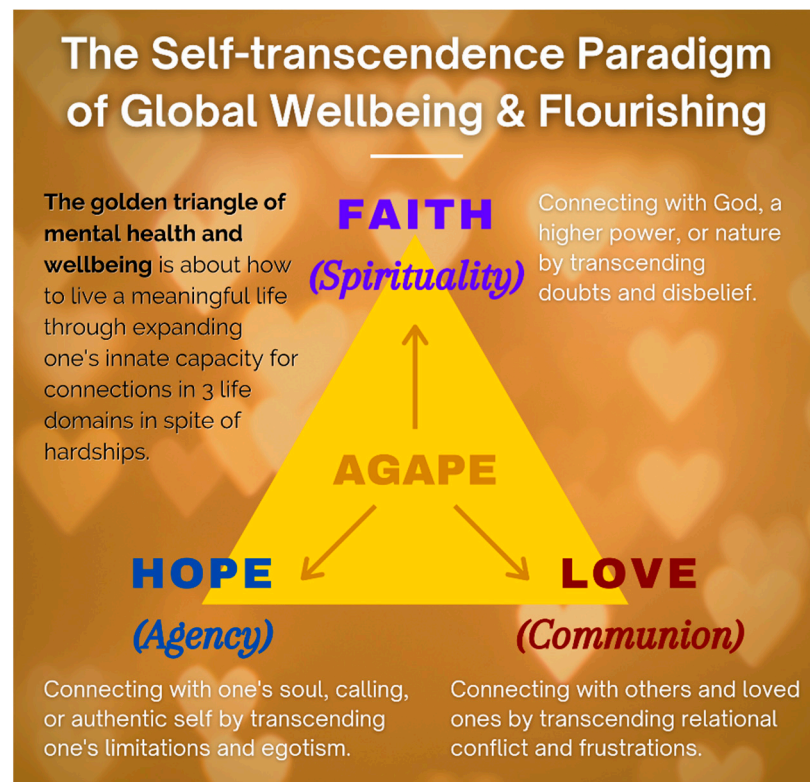 The Self-transcendence Paradigm
of Global Wellbeing & Flourishing
The golden triangle of
mental health and
wellbeing is about how
to live a meaningful life
through expanding
one's innate capacity for
connections in 3 life
domains in spite of
hardships.
FAITH
(Spirituality)
Connecting with God, a
higher power, or nature
by transcending
doubts and disbelief.
AGAPE
HOPE
(Agency)
Connecting with one's soul, calling,
or authentic self by transcending
one's limitations and egotism.
LOVE
(Communion)
Connecting with others and loved
ones by transcending relational
conflict and frustrations.